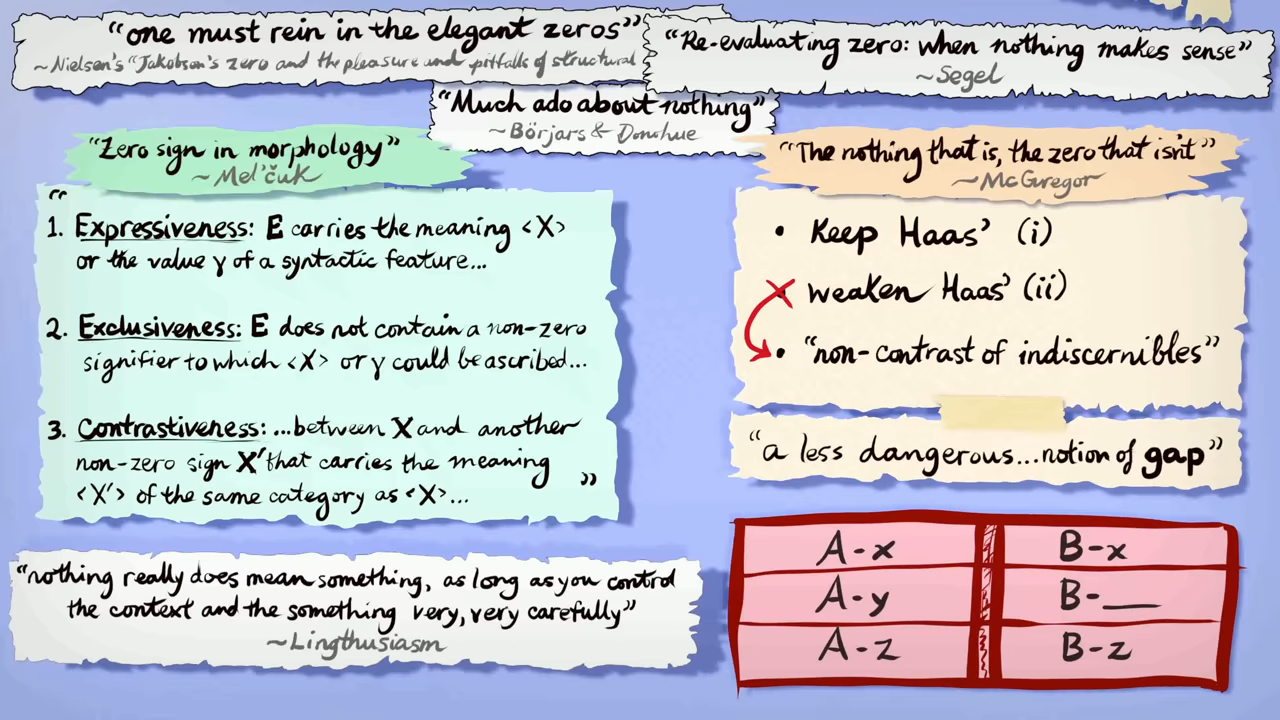 “one must rein in the elegant zeros”
~Nielsen's “Jakobson's zero and the pleasure and pitfalls of structural
“Re-evaluating zero: when nothing makes sense”
~Segel
“Much ado about nothing”
~Börjars & Donohue
“Zero sign in morphology”
~Mel'čuK
“
1. Expressiveness: E carries the meaning <X>
or the value γ of a syntactic feature...
2. Exclusiveness: E does not contain a non-zero
signifier to which <X> or γ could be ascribed...
3. Contrastiveness: ...between X and another
non-zero sign X' that carries the meaning
<X'> of the same category as <X>... ”
“nothing really does mean something, as long as you control
the context and the something very, very carefully”
~Lingthusiasm
“The nothing that is, the zero that isn't”
~McGregor
• Keep Haas' (i)
• weaken Haas' (ii)
• “non-contrast of indiscernibles”
“a less dangerous...notion of gap”
A-x B-x
A-y B-__
A-z B-z